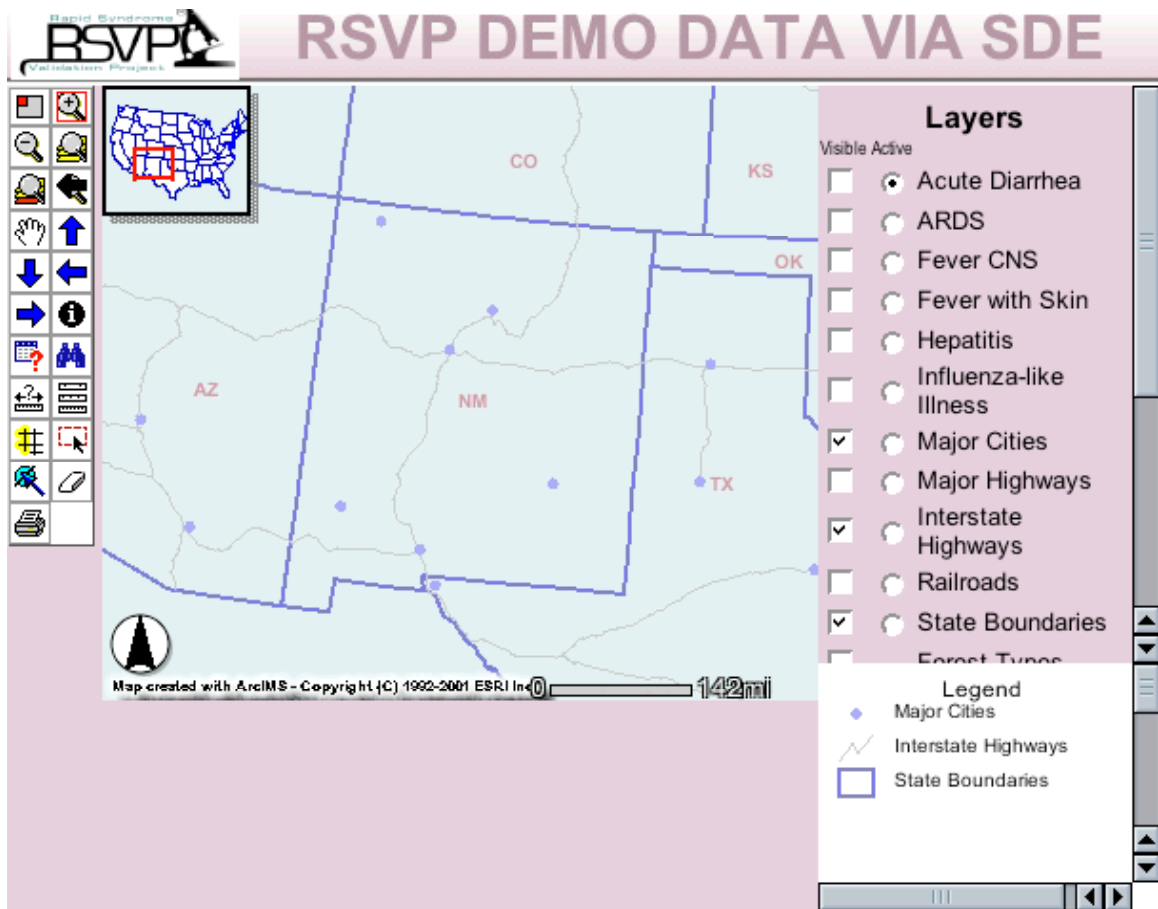 Rapid Syndrome
RSVP
Validation Project
RSVP DEMO DATA VIA SDE
CO
KS
OK
AZ
NM
TX
Map created with ArcIMS - Copyright (C) 1992-2001 ESRI Inc
0 142mi
Layers
Visible Active
Acute Diarrhea
ARDS
Fever CNS
Fever with Skin
Hepatitis
Influenza-like
Illness
Major Cities
Major Highways
Interstate
Highways
Railroads
State Boundaries
Forest Types
Legend
Major Cities
Interstate Highways
State Boundaries